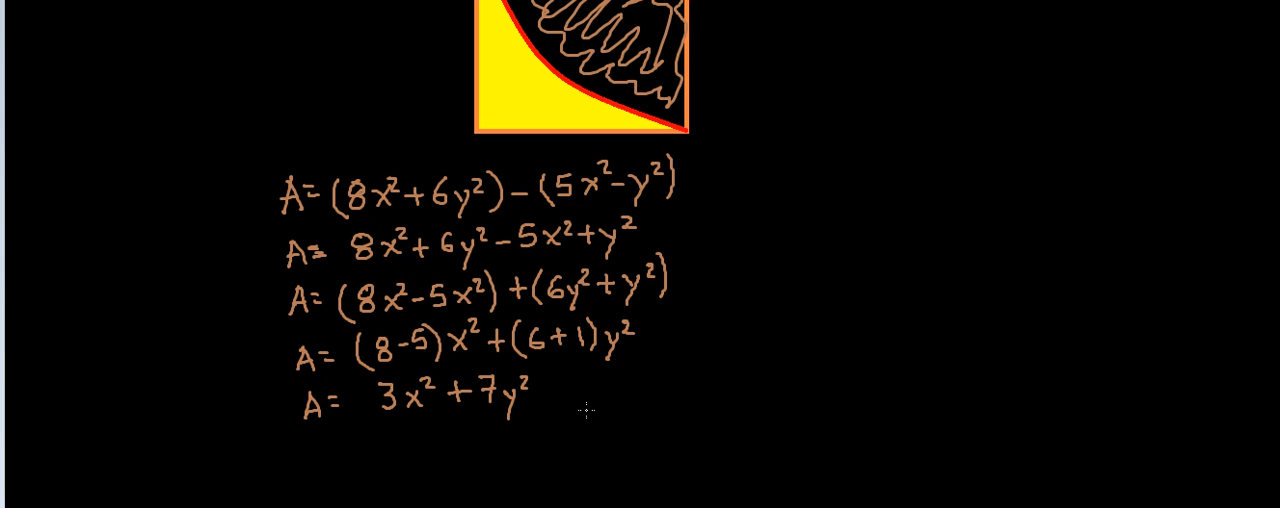 A=(8x²+6y²)-(5x²-y²)
A= 8x²+6y²-5x²+y²
A=(8x²-5x²)+(6y²+y²)
A=(8-5)x²+(6+1)y²
A= 3x²+7y²